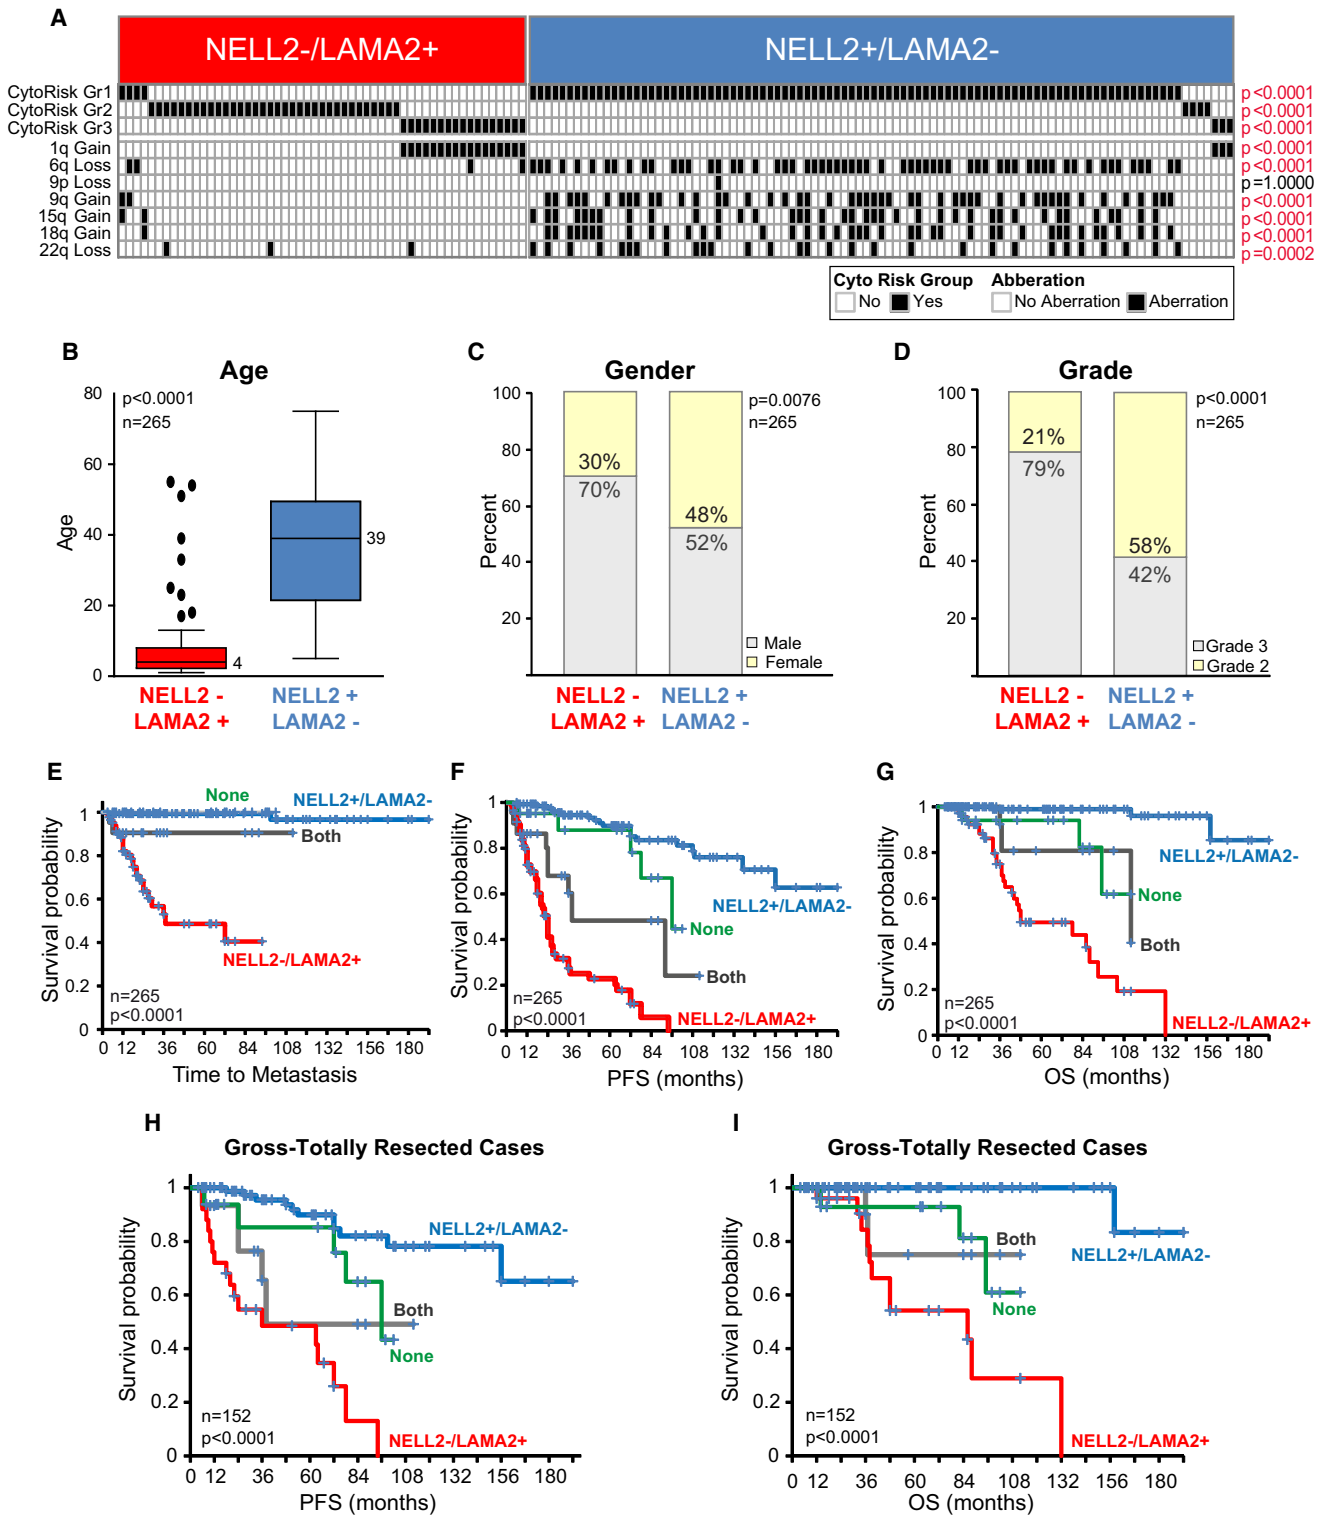 A
NELL2-/LAMA2+ NELL2+/LAMA2-
CytoRisk Gr1 p<0.0001
CytoRisk Gr2 p<0.0001
CytoRisk Gr3 p<0.0001
1q Gain p<0.0001
6q Loss p<0.0001
9p Loss p=1.0000
9q Gain p<0.0001
15q Gain p<0.0001
18q Gain p<0.0001
22q Loss p=0.0002
Cyto Risk Group Abberation
No Yes No Aberration Aberration
B
Age
p<0.0001
n=265
Age
80
60
40
20
0
39
4
NELL2 - NELL2 +
LAMA2 + LAMA2 -
C
Gender
p=0.0076
n=265
Percent
100
80
60
40
20
30%
70%
48%
52%
Male
Female
NELL2 - NELL2 +
LAMA2 + LAMA2 -
D
Grade
p<0.0001
n=265
Percent
100
80
60
40
20
21%
79%
58%
42%
Grade 3
Grade 2
NELL2 - NELL2 +
LAMA2 + LAMA2 -
E
Survival probability
1
0.8
0.6
0.4
0.2
0
None
NELL2+/LAMA2-
Both
NELL2-/LAMA2+
n=265
p<0.0001
0 12 36 60 84 108 132 156 180
Time to Metastasis
F
Survival probability
1
0.8
0.6
0.4
0.2
0
NELL2+/LAMA2-
None
Both
NELL2-/LAMA2+
n=265
p<0.0001
0 12 36 60 84 108 132 156 180
PFS (months)
G
Survival probability
1
0.8
0.6
0.4
0.2
0
NELL2+/LAMA2-
None
Both
NELL2-/LAMA2+
n=265
p<0.0001
0 12 36 60 84 108 132 156 180
OS (months)
H
Gross-Totally Resected Cases
Survival probability
1
0.8
0.6
0.4
0.2
0
NELL2+/LAMA2-
Both
None
NELL2-/LAMA2+
n=152
p<0.0001
0 12 36 60 84 108 132 156 180
PFS (months)
I
Gross-Totally Resected Cases
Survival probability
1
0.8
0.6
0.4
0.2
0
Both
NELL2+/LAMA2-
None
NELL2-/LAMA2+
n=152
p<0.0001
0 12 36 60 84 108 132 156 180
OS (months)